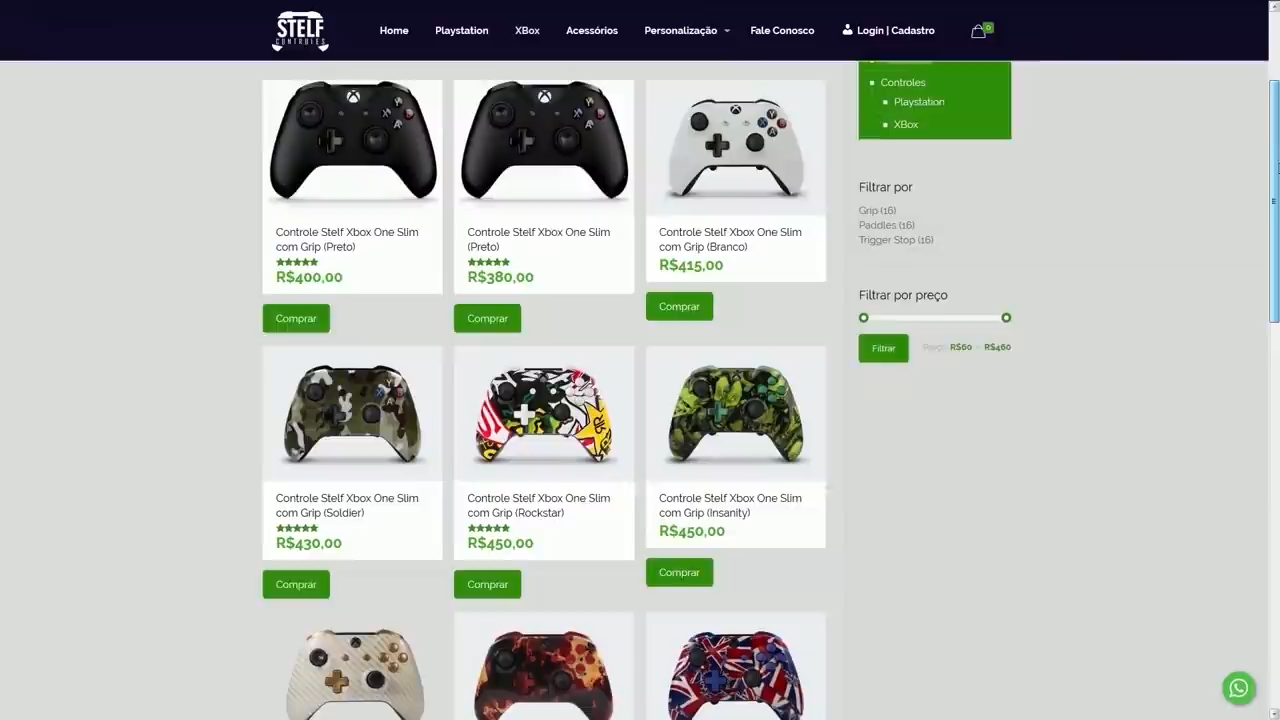 STELF
CONTROLES
Home
Playstation
XBox
Acessórios
Personalização
Fale Conosco
Login | Cadastro
0
Controle Stelf Xbox One Slim
com Grip (Preto)
R$400,00
Comprar
Controle Stelf Xbox One Slim
(Preto)
R$380,00
Comprar
Controle Stelf Xbox One Slim
com Grip (Branco)
R$415,00
Comprar
Controle Stelf Xbox One Slim
com Grip (Soldier)
R$430,00
Comprar
Controle Stelf Xbox One Slim
com Grip (Rockstar)
R$450,00
Comprar
Controle Stelf Xbox One Slim
com Grip (Insanity)
R$450,00
Comprar
Controles
Playstation
XBox
Filtrar por
Grip (16)
Paddles (16)
Trigger Stop (16)
Filtrar por preço
Filtrar
Preço: R$60 — R$460